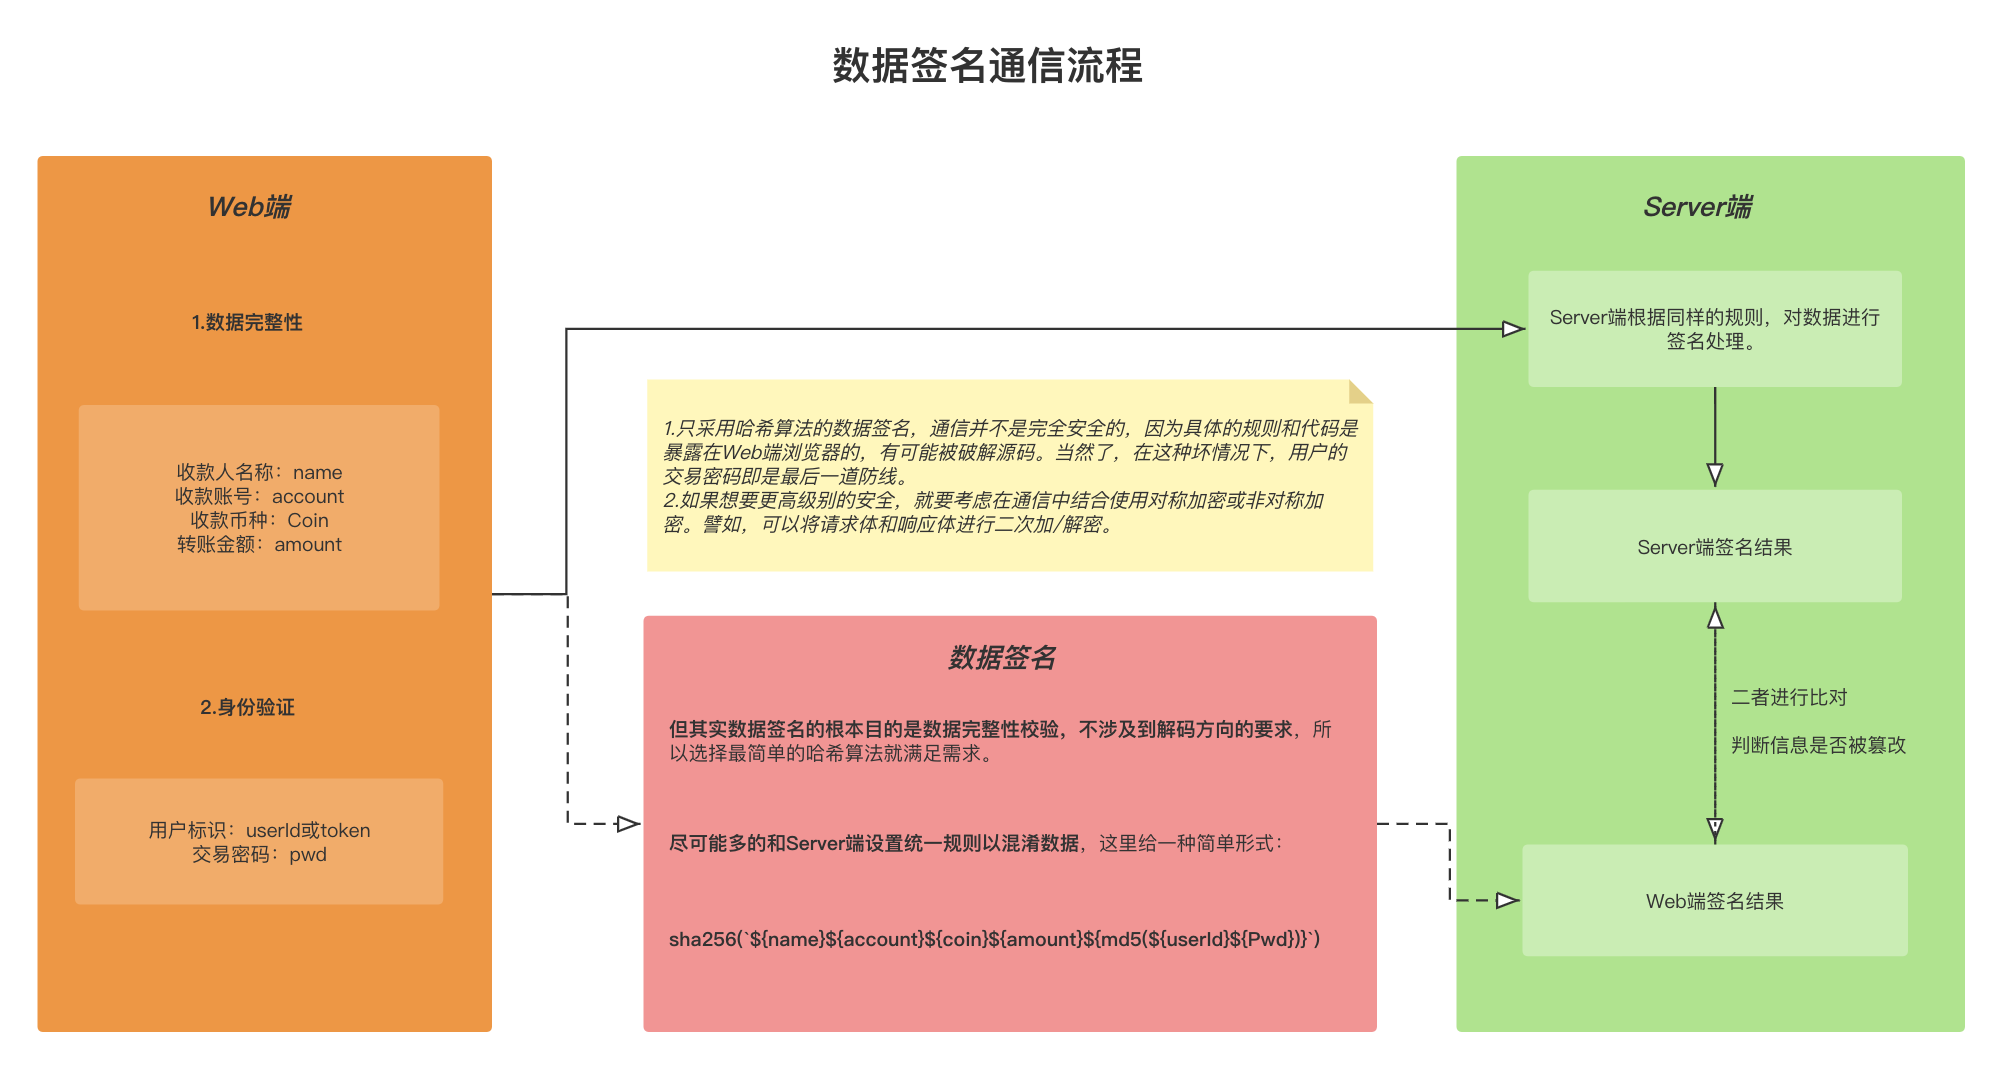 数据签名通信流程
Web端
1.数据完整性
收款人名称：name
收款账号：account
收款币种：Coin
转账金额：amount
2.身份验证
用户标识：userId或token
交易密码：pwd
1.只采用哈希算法的数据签名，通信并不是完全安全的，因为具体的规则和代码是
暴露在Web端浏览器的，有可能被破解源码。当然了，在这种坏情况下，用户的
交易密码即是最后一道防线。
2.如果想要更高级别的安全，就要考虑在通信中结合使用对称加密或非对称加
密。譬如，可以将请求体和响应体进行二次加/解密。
数据签名
但其实数据签名的根本目的是数据完整性校验，不涉及到解码方向的要求，所
以选择最简单的哈希算法就满足需求。
尽可能多的和Server端设置统一规则以混淆数据，这里给一种简单形式：
sha256(`${name}${account}${coin}${amount}${md5(${userId}${Pwd})}`)
Server端
Server端根据同样的规则，对数据进行
签名处理。
Server端签名结果
二者进行比对
判断信息是否被篡改
Web端签名结果